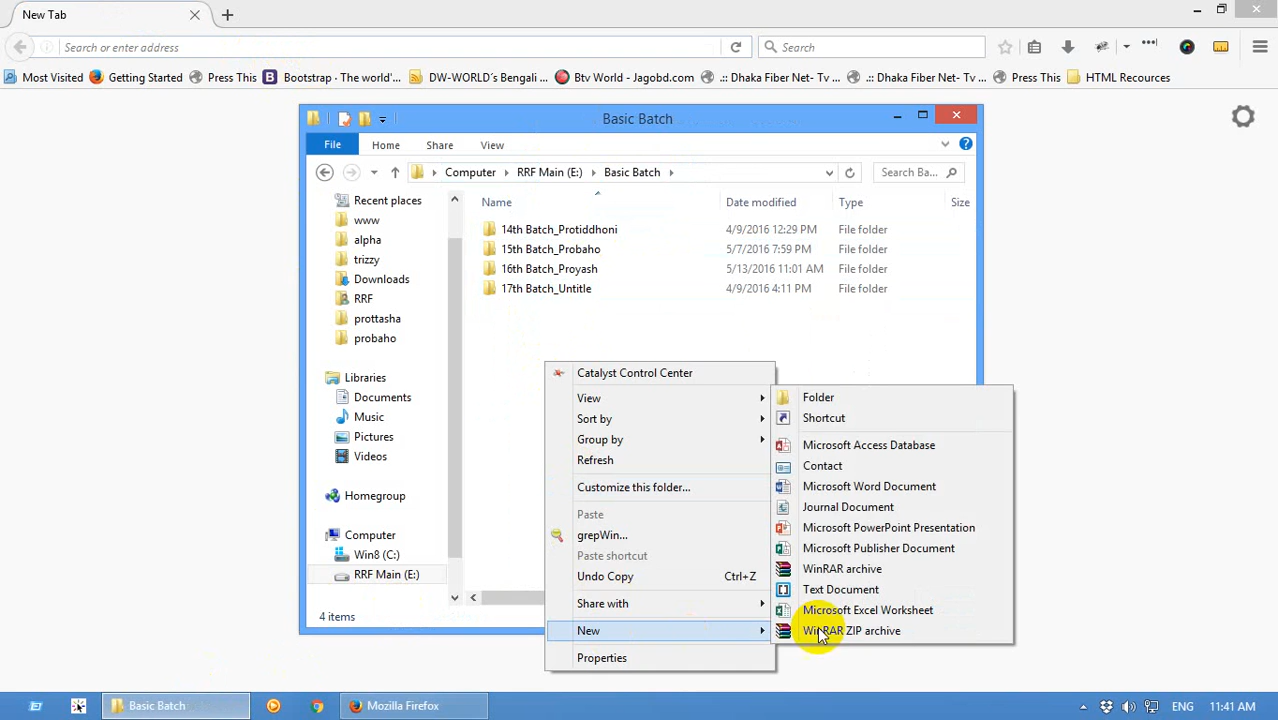 New Tab
Search or enter address
Search
Most Visited Getting Started Press This Bootstrap · The world'... DW-WORLD´s Bengali ... Btv World - Jagobd.com .:: Dhaka Fiber Net- Tv ... .:: Dhaka Fiber Net- Tv ... Press This HTML Recources
Basic Batch
File Home Share View
Computer RRF Main (E:) Basic Batch Search Ba...
Name Date modified Type Size
Recent places
www
alpha
trizzy
Downloads
RRF
prottasha
probaho
Libraries
Documents
Music
Pictures
Videos
Homegroup
Computer
Win8 (C:)
RRF Main (E:)
14th Batch_Protiddhoni 4/9/2016 12:29 PM File folder
15th Batch_Probaho 5/7/2016 7:59 PM File folder
16th Batch_Proyash 5/13/2016 11:01 AM File folder
17th Batch_Untitle 4/9/2016 4:11 PM File folder
4 items
Catalyst Control Center
View
Sort by
Group by
Refresh
Customize this folder...
Paste
grepWin...
Paste shortcut
Undo Copy Ctrl+Z
Share with
New
Properties
Folder
Shortcut
Microsoft Access Database
Contact
Microsoft Word Document
Journal Document
Microsoft PowerPoint Presentation
Microsoft Publisher Document
WinRAR archive
Text Document
Microsoft Excel Worksheet
WinRAR ZIP archive
Basic Batch Mozilla Firefox ENG 11:41 AM